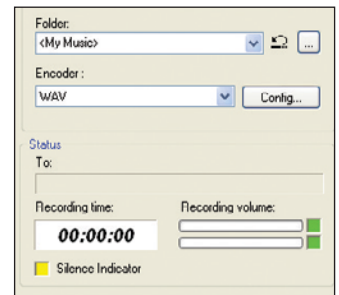 Folder:
<My Music>
...
Encoder :
WAV
Config...
Status
To:
Recording time:
Recording volume:
00:00:00
Silence Indicator